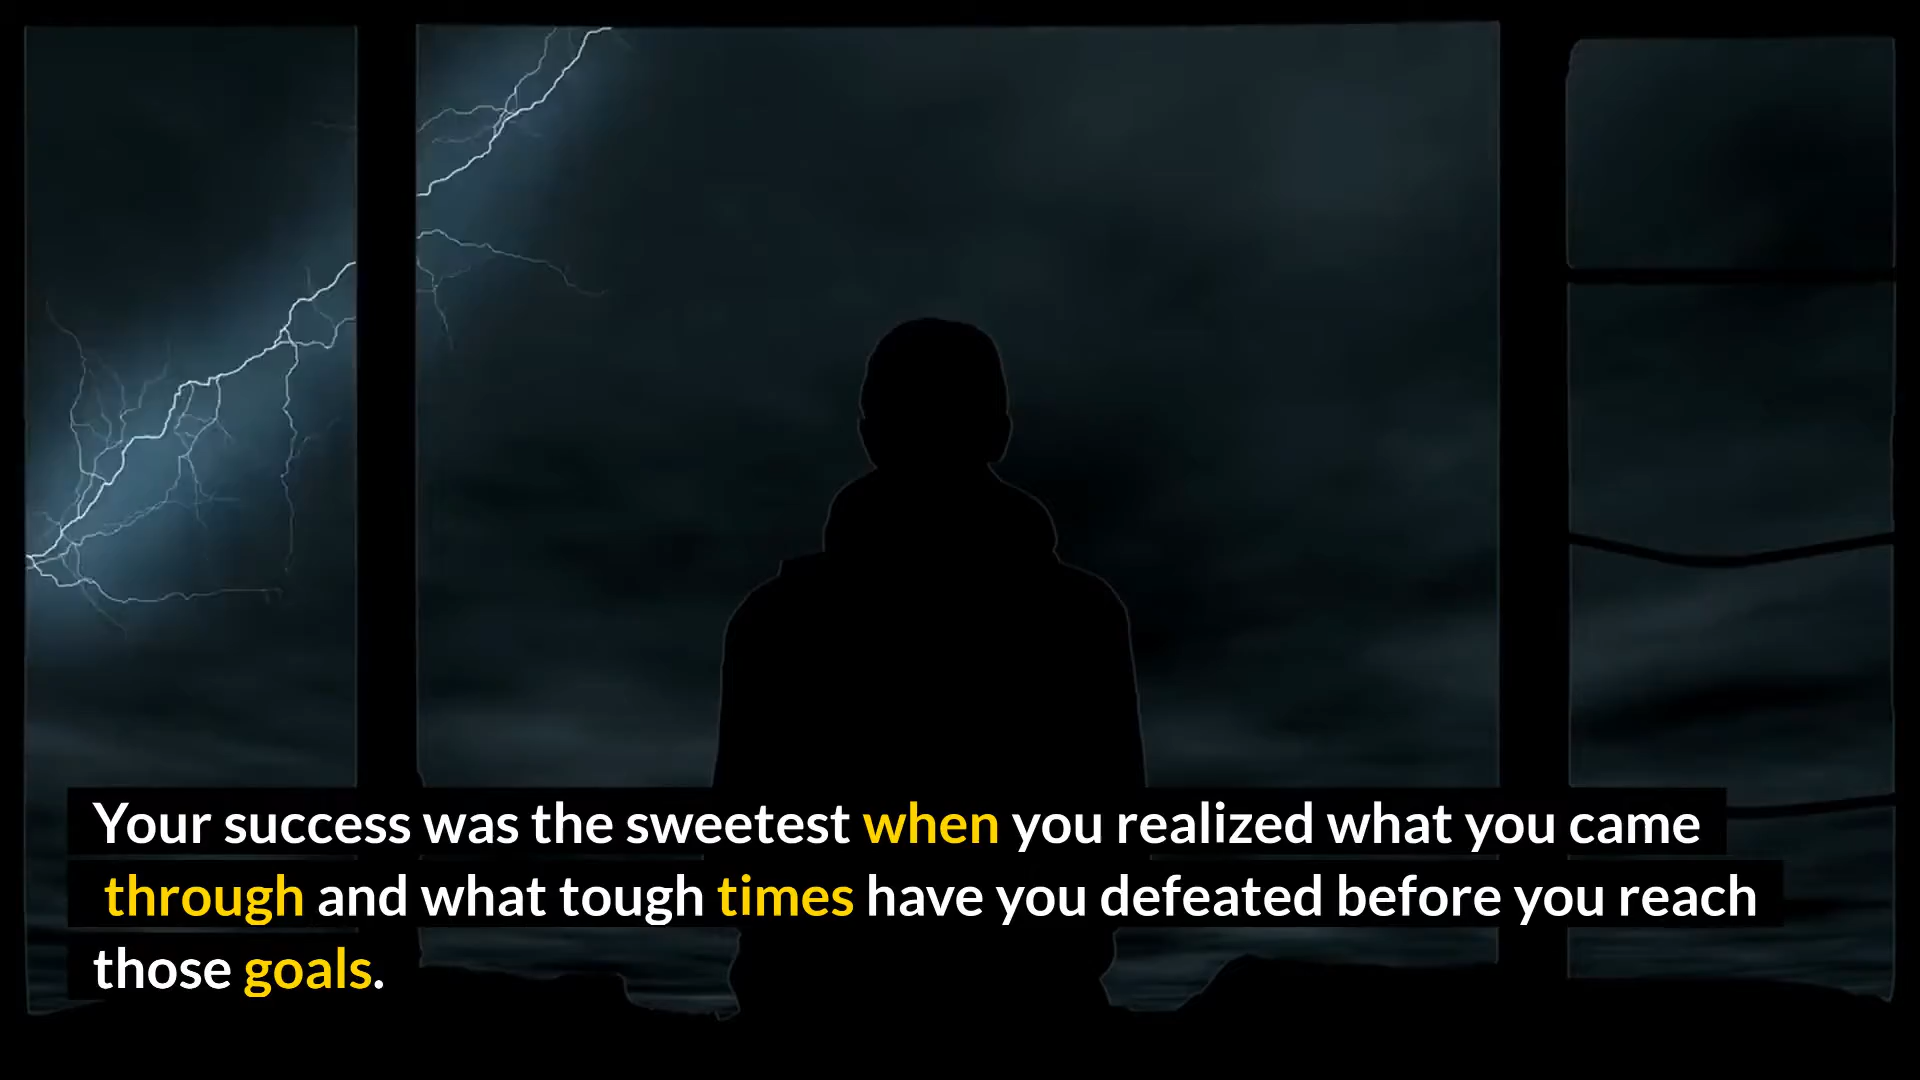 Your success was the sweetest when you realized what you came
through and what tough times have you defeated before you reach
those goals.